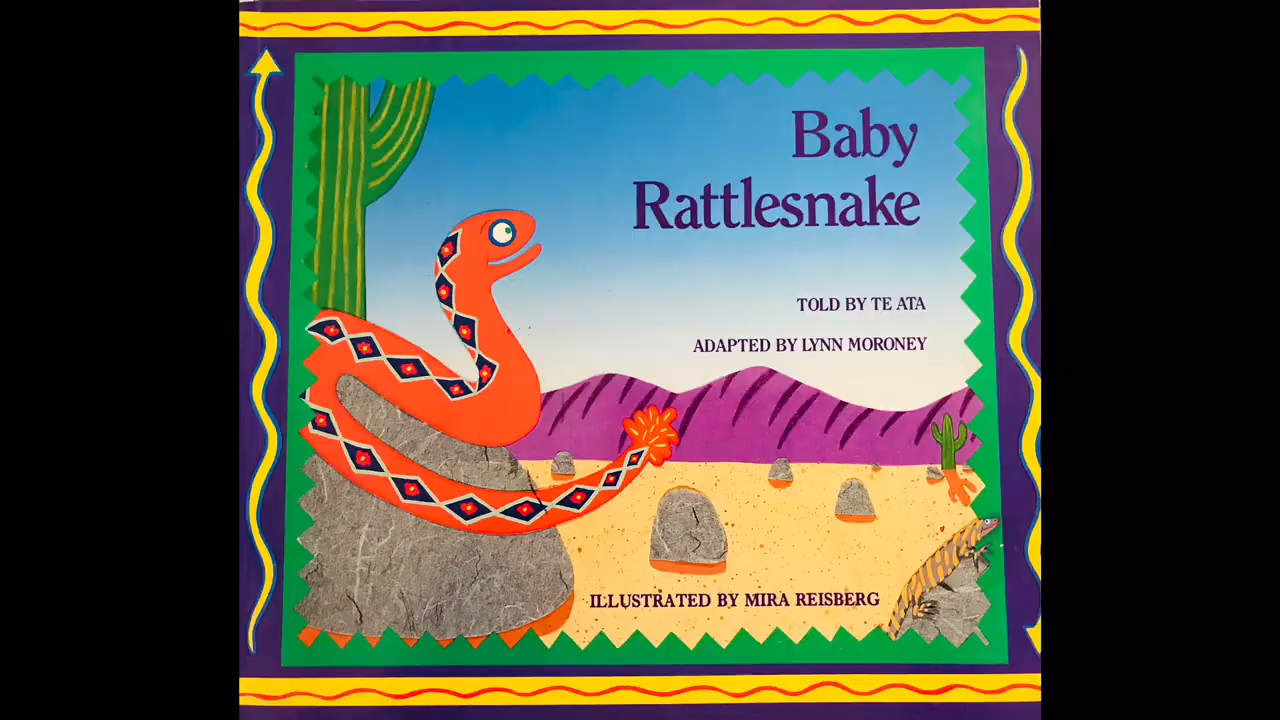 Baby
Rattlesnake
TOLD BY TE ATA
ADAPTED BY LYNN MORONEY
ILLUSTRATED BY MIRA REISBERG